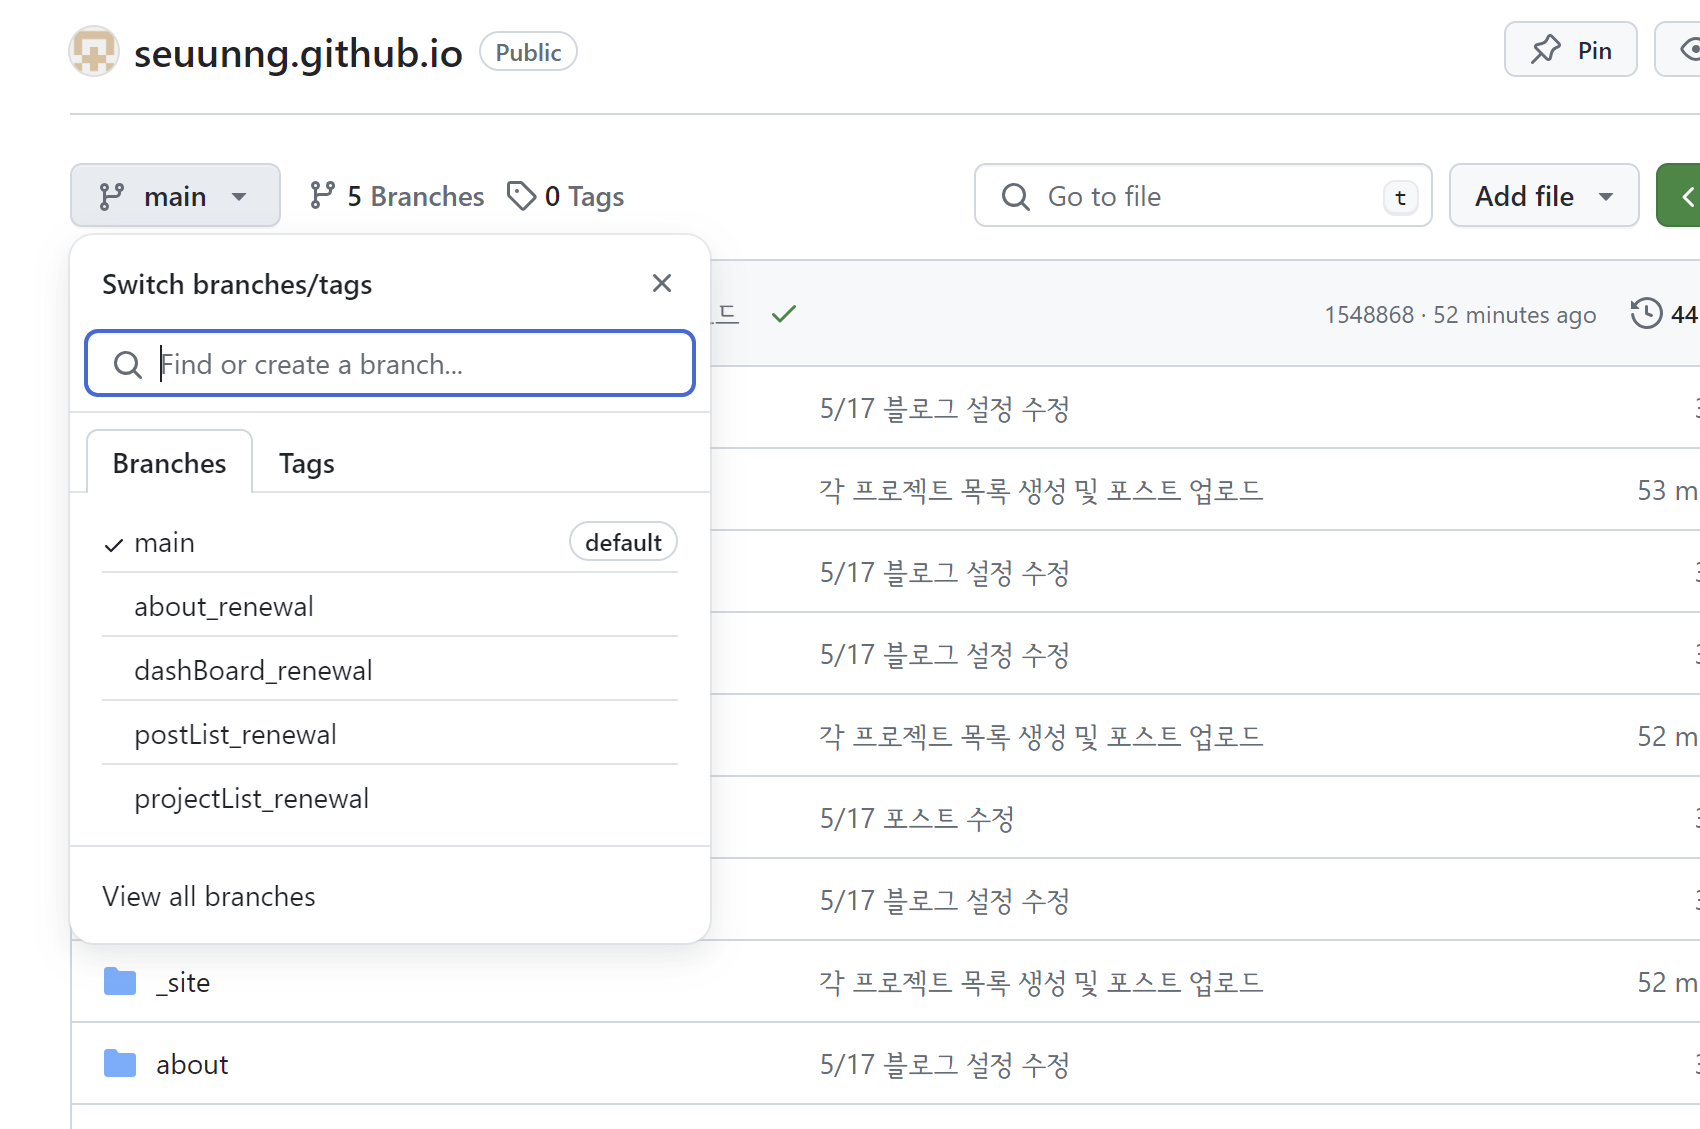 seuunng.github.io Public Pin
main 5 Branches 0 Tags Go to file t Add file
Switch branches/tags
드 1548868 · 52 minutes ago 44
Find or create a branch...
5/17 블로그 설정 수정
Branches Tags
각 프로젝트 목록 생성 및 포스트 업로드 53 m
main default
5/17 블로그 설정 수정
about_renewal
5/17 블로그 설정 수정
dashBoard_renewal
postList_renewal
각 프로젝트 목록 생성 및 포스트 업로드 52 m
projectList_renewal
5/17 포스트 수정
View all branches
5/17 블로그 설정 수정
_site 각 프로젝트 목록 생성 및 포스트 업로드 52 m
about 5/17 블로그 설정 수정